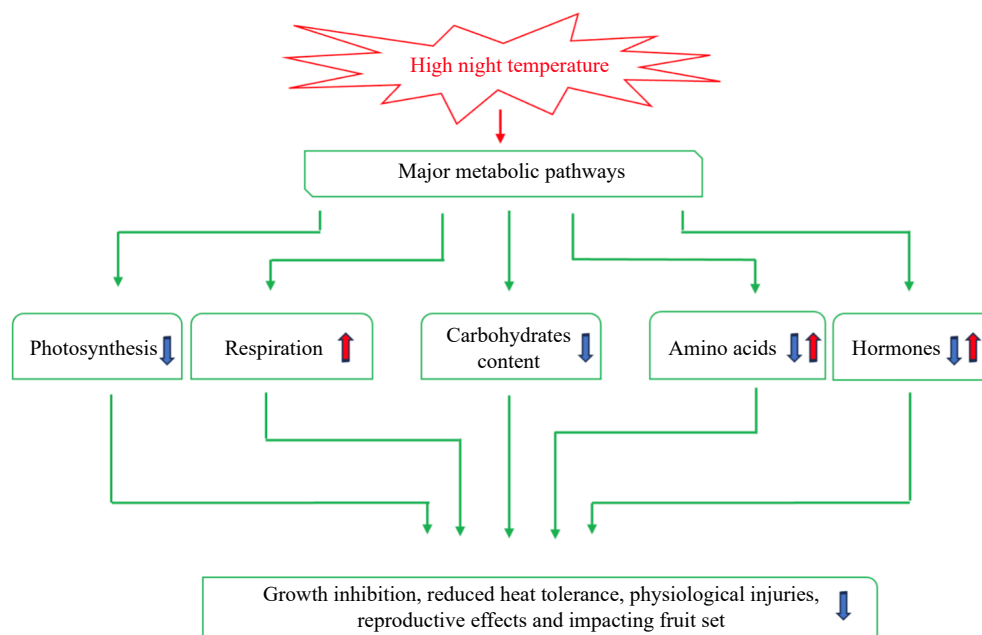 High night temperature
Major metabolic pathways
Photosynthesis
Respiration
Carbohydrates
content
Amino acids
Hormones
Growth inhibition, reduced heat tolerance, physiological injuries,
reproductive effects and impacting fruit set